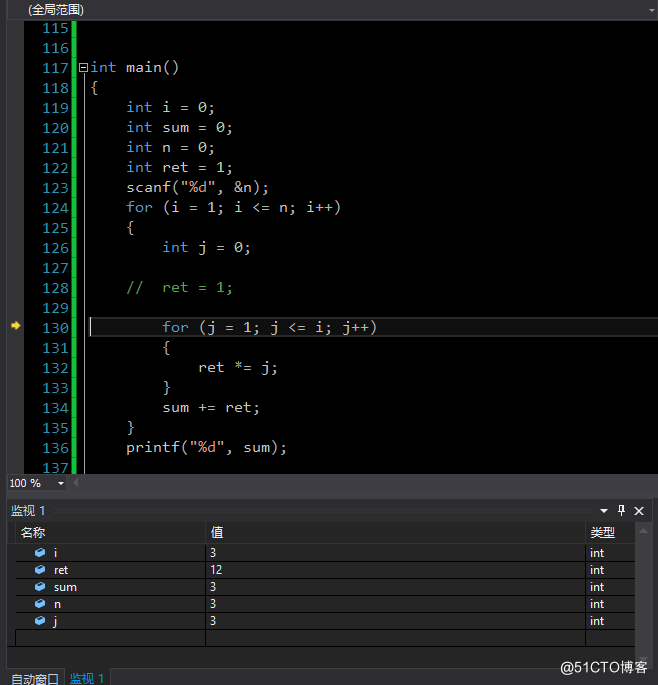 (全局范围)
115
116
117 int main()
118 {
119 int i = 0;
120 int sum = 0;
121 int n = 0;
122 int ret = 1;
123 scanf("%d", &n);
124 for (i = 1; i <= n; i++)
125 {
126 int j = 0;
127
128 // ret = 1;
129
130 for (j = 1; j <= i; j++)
131 {
132 ret *= j;
133 }
134 sum += ret;
135 }
136 printf("%d", sum);
137
100 %
监视 1
名称 值 类型
i 3 int
ret 12 int
sum 3 int
n 3 int
j 3 int
自动窗口 监视 1
@51CTO博客